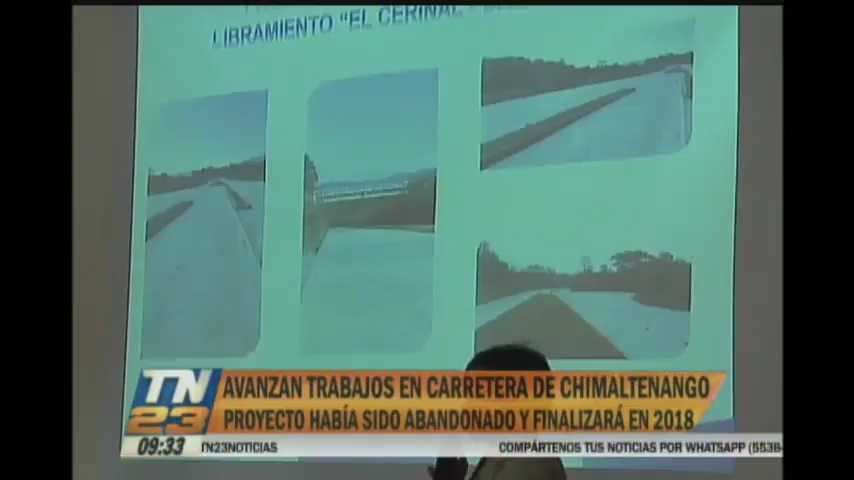 LIBRAMIENTO "EL CERINAL"
TN
23
AVANZAN TRABAJOS EN CARRETERA DE CHIMALTENANGO
PROYECTO HABÍA SIDO ABANDONADO Y FINALIZARÁ EN 2018
09:33
TN23NOTICIAS
COMPÁRTENOS TUS NOTICIAS POR WHATSAPP (5536-